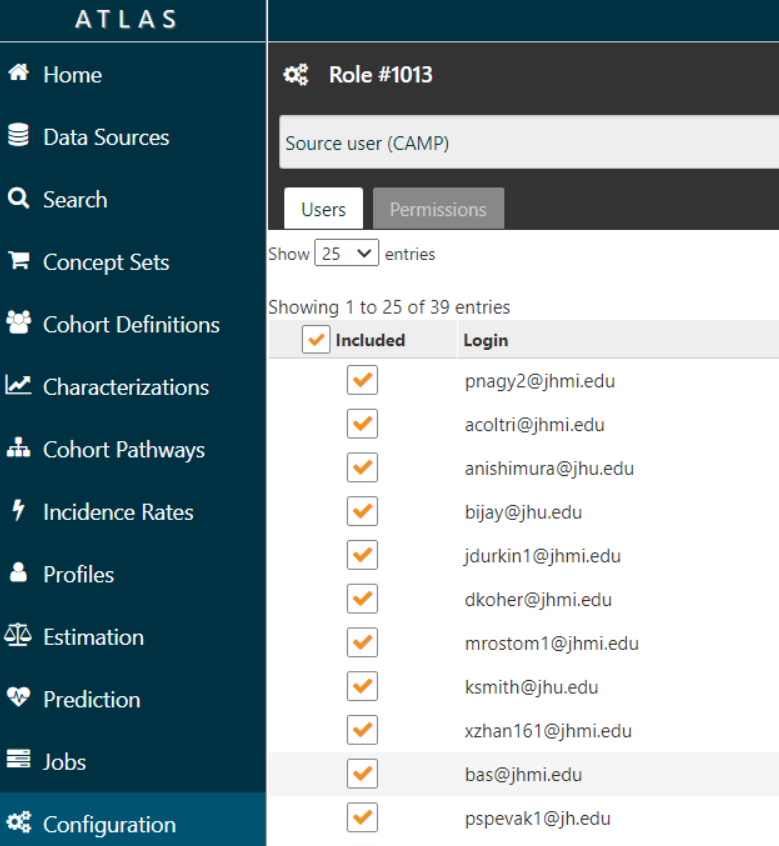 ATLAS
Home
Data Sources
Search
Concept Sets
Cohort Definitions
Characterizations
Cohort Pathways
Incidence Rates
Profiles
Estimation
Prediction
Jobs
Configuration
Role #1013
Source user (CAMP)
Users Permissions
Show 25 entries
Showing 1 to 25 of 39 entries
Included Login
pnagy2@jhmi.edu
acoltri@jhmi.edu
anishimura@jhu.edu
bijay@jhu.edu
jdurkin1@jhmi.edu
dkoher@jhmi.edu
mrostom1@jhmi.edu
ksmith@jhu.edu
xzhan161@jhmi.edu
bas@jhmi.edu
pspevak1@jh.edu